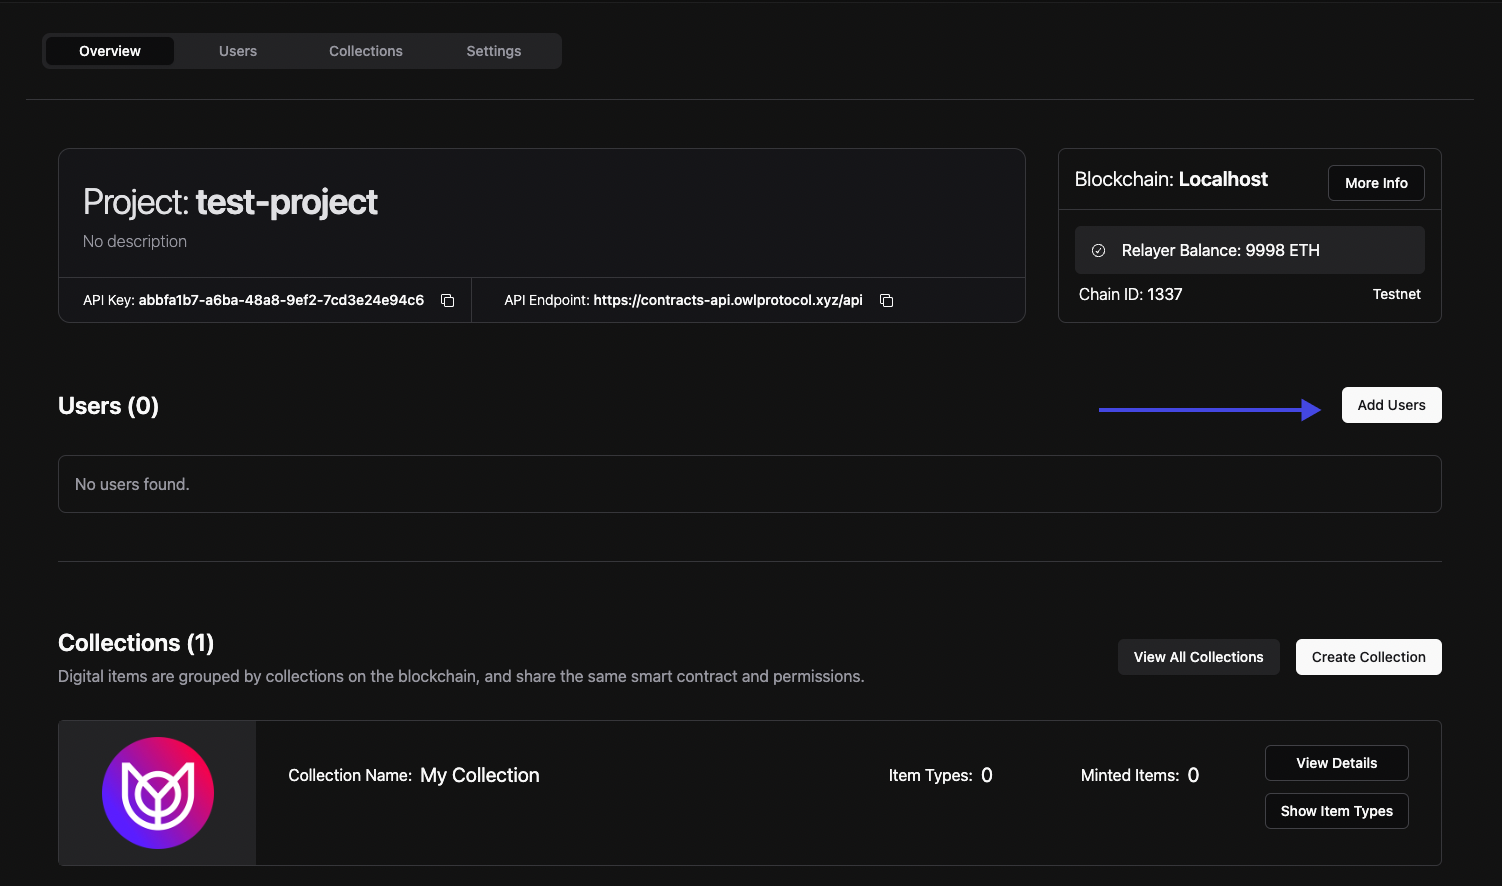 Overview Users Collections Settings
Project: test-project
No description
API Key: abbfa1b7-a6ba-48a8-9ef2-7cd3e24e94c6 API Endpoint: https://contracts-api.owlprotocol.xyz/api
Blockchain: Localhost More Info
Relayer Balance: 9998 ETH
Chain ID: 1337 Testnet
Users (0) Add Users
No users found.
Collections (1)
Digital items are grouped by collections on the blockchain, and share the same smart contract and permissions.
View All Collections Create Collection
Collection Name: My Collection Item Types: 0 Minted Items: 0
View Details
Show Item Types